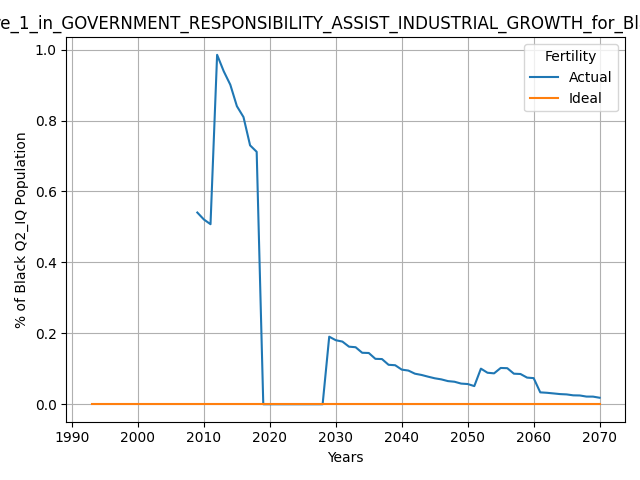 e_1_in_GOVERNMENT_RESPONSIBILITY_ASSIST_INDUSTRIAL_GROWTH_for_Bl
Fertility
Actual
Ideal
% of Black Q2_IQ Population
1.0
0.8
0.6
0.4
0.2
0.0
1990 2000 2010 2020 2030 2040 2050 2060 2070
Years